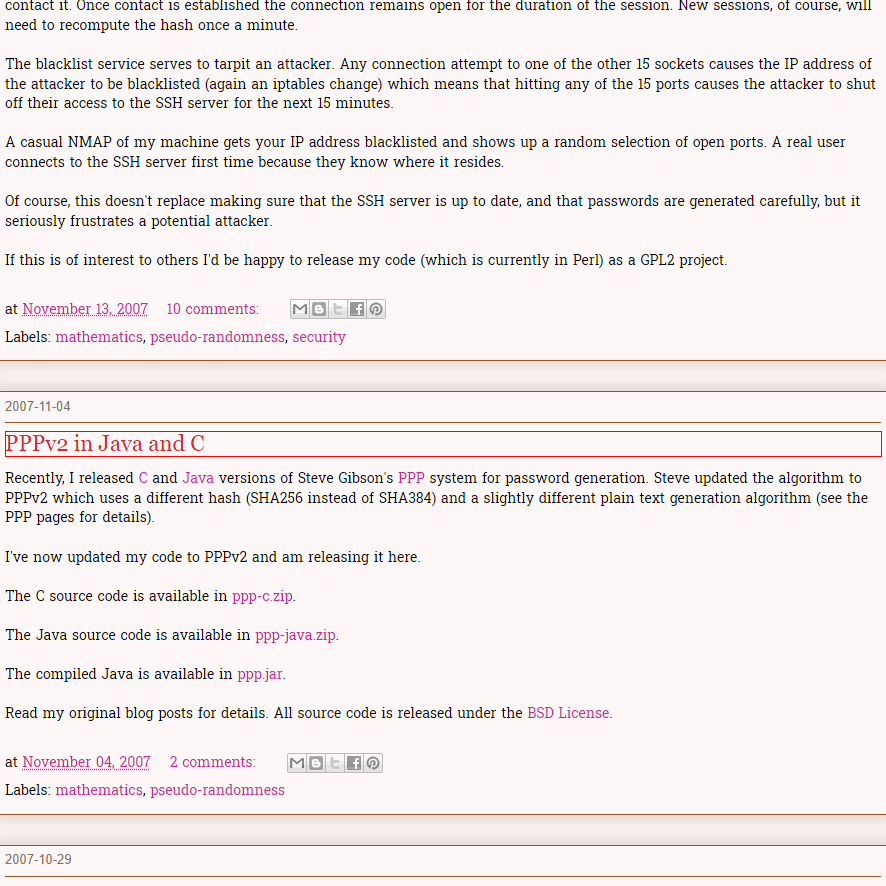 contact it. Once contact is established the connection remains open for the duration of the session. New sessions, of course, will
need to recompute the hash once a minute.
The blacklist service serves to tarpit an attacker. Any connection attempt to one of the other 15 sockets causes the IP address of
the attacker to be blacklisted (again an iptables change) which means that hitting any of the 15 ports causes the attacker to shut
off their access to the SSH server for the next 15 minutes.
A casual NMAP of my machine gets your IP address blacklisted and shows up a random selection of open ports. A real user
connects to the SSH server first time because they know where it resides.
Of course, this doesn't replace making sure that the SSH server is up to date, and that passwords are generated carefully, but it
seriously frustrates a potential attacker.
If this is of interest to others I'd be happy to release my code (which is currently in Perl) as a GPL2 project.
at November 13, 2007 10 comments:
Labels: mathematics, pseudo-randomness, security
2007-11-04
PPPv2 in Java and C
Recently, I released C and Java versions of Steve Gibson's PPP system for password generation. Steve updated the algorithm to
PPPv2 which uses a different hash (SHA256 instead of SHA384) and a slightly different plain text generation algorithm (see the
PPP pages for details).
I've now updated my code to PPPv2 and am releasing it here.
The C source code is available in ppp-c.zip.
The Java source code is available in ppp-java.zip.
The compiled Java is available in ppp.jar.
Read my original blog posts for details. All source code is released under the BSD License.
at November 04, 2007 2 comments:
Labels: mathematics, pseudo-randomness
2007-10-29